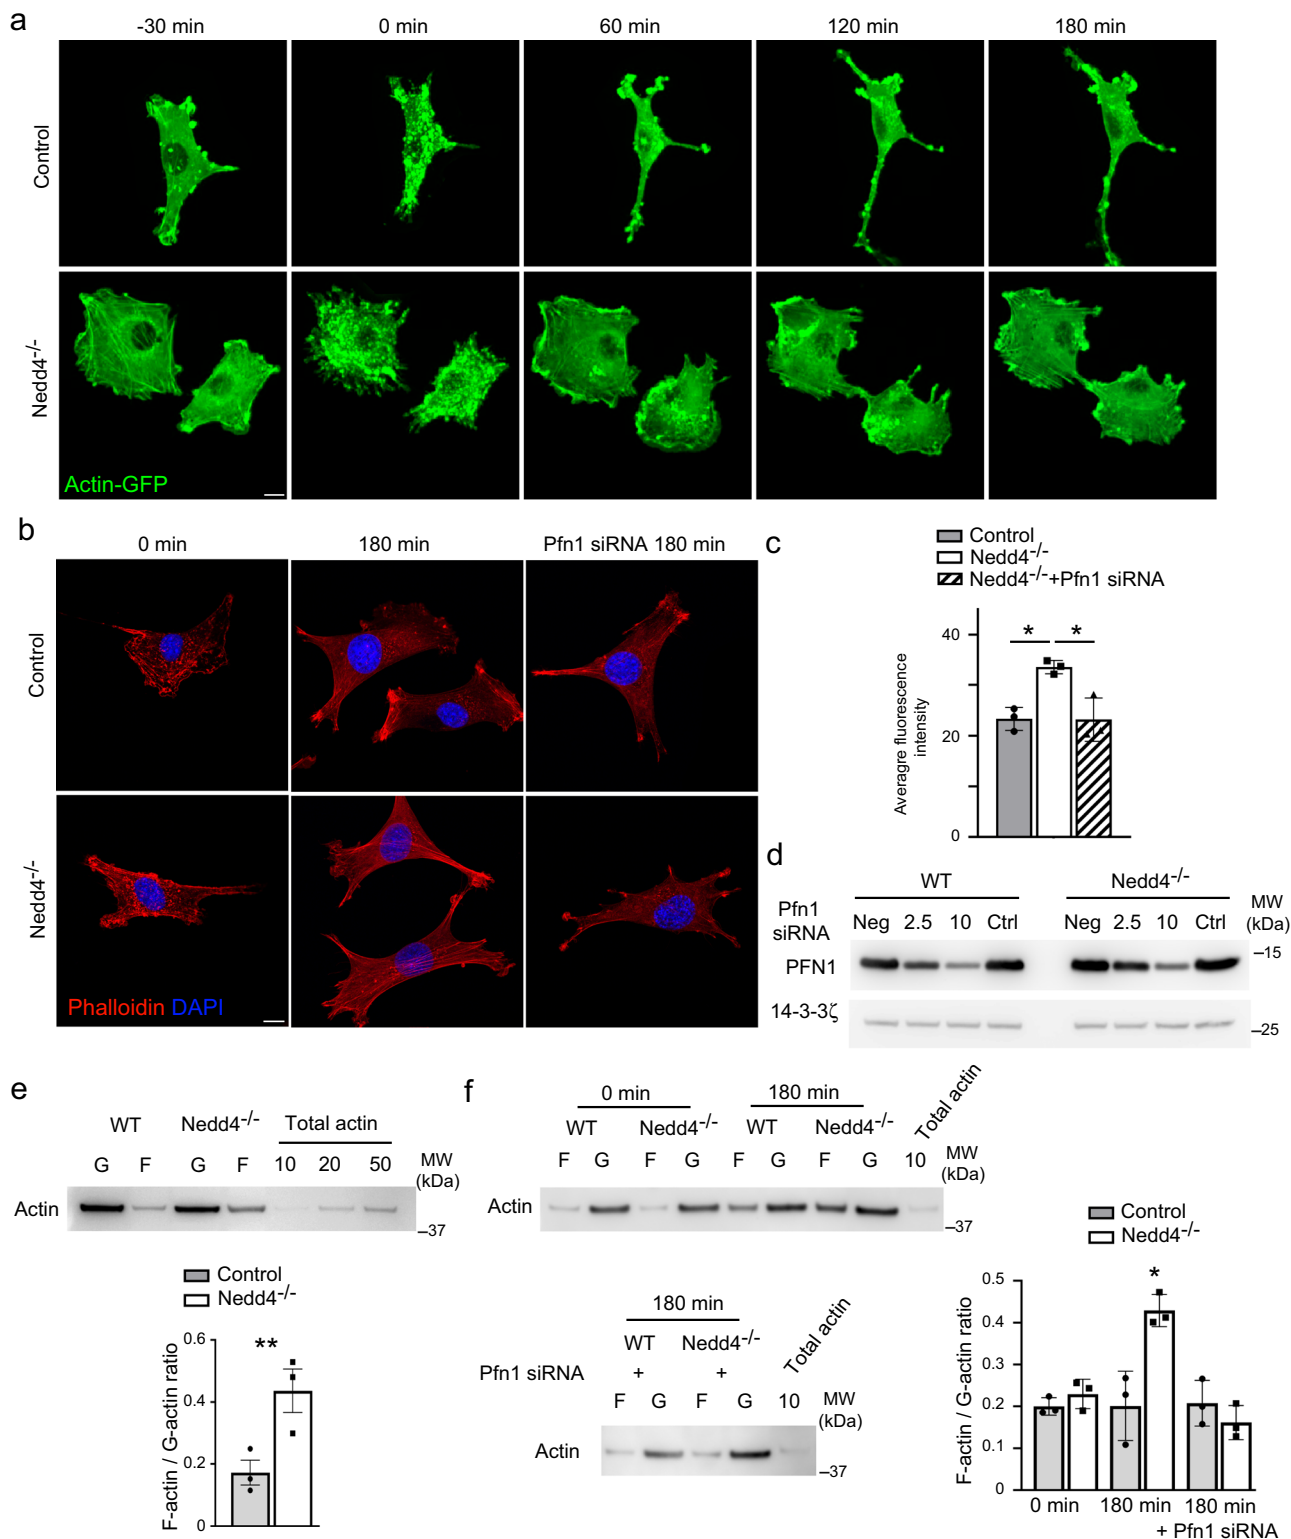 a
-30 min 0 min 60 min 120 min 180 min
Control
Nedd4-/-
Actin-GFP
b
0 min 180 min Pfn1 siRNA 180 min
Control
Nedd4-/-
Phalloidin DAPI
c
Control
Nedd4-/-
Nedd4-/-+Pfn1 siRNA
* *
40
20
0
Averagre fluorescence
intensity
d
WT Nedd4-/- MW
(kDa)
Pfn1
siRNA
Neg 2.5 10 Ctrl Neg 2.5 10 Ctrl
PFN1 –15
14-3-3ζ –25
e
WT Nedd4-/- Total actin
G F G F 10 20 50 MW
(kDa)
Actin
–37
Control
Nedd4-/-
**
0.6
0.4
0.2
0
F-actin / G-actin ratio
f
0 min 180 min Total actin
WT Nedd4-/- WT Nedd4-/-
F G F G F G F G 10 MW
(kDa)
Actin
–37
180 min Total actin
WT Nedd4-/-
Pfn1 siRNA + +
F G F G 10 MW
(kDa)
Actin
–37
Control
Nedd4-/-
*
0.5
0.4
0.3
0.2
0.1
0
F-actin / G-actin ratio
0 min 180 min 180 min
+ Pfn1 siRNA